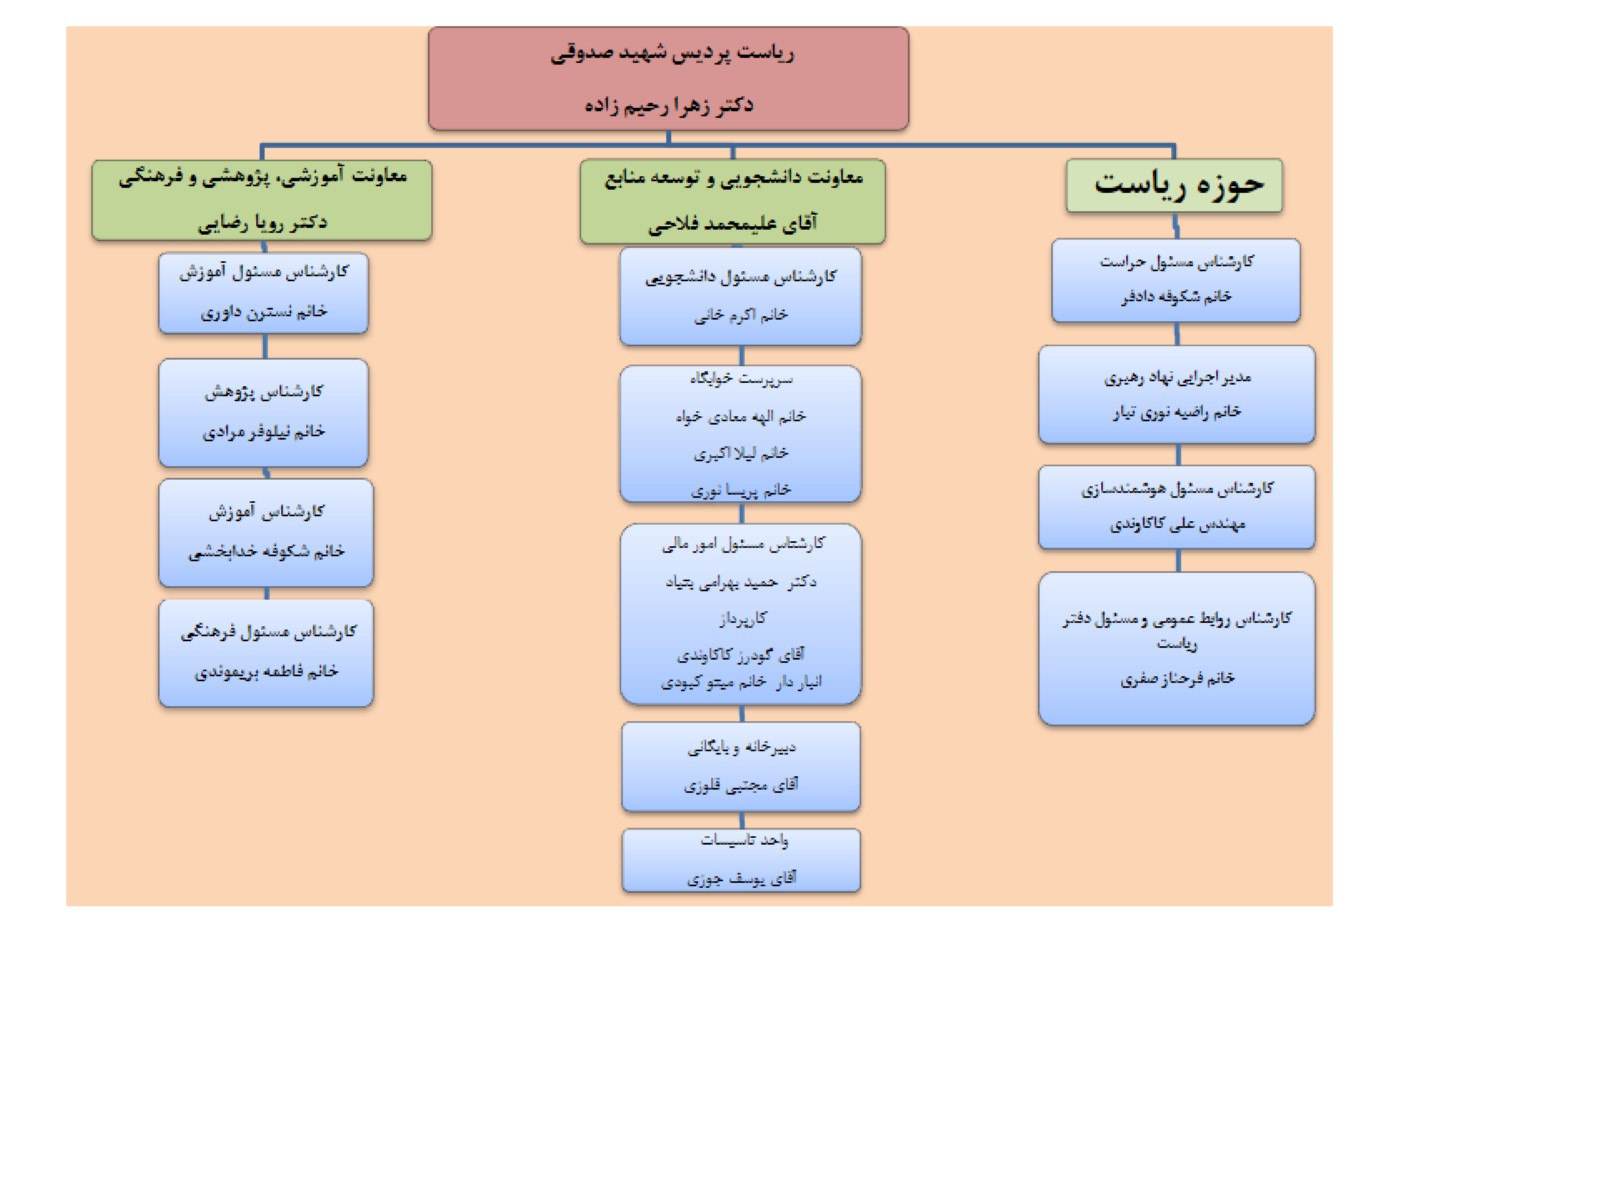 ریاست پردیس شهید صدوقی
دکتر زهرا رحیم زاده
حوزه ریاست
کارشناس مسئول حراست
خانم شکوفه دادفر
مدیر اجرایی نهاد رهبری
خانم راضیه نوری تبار
کارشناس مسئول هوشمندسازی
مهندس علی کاکاوندی
کارشناس روابط عمومی و مسئول دفتر
ریاست
خانم فرحناز صفری
معاونت دانشجویی و توسعه منابع
آقای علیمحمد فلاحی
کارشناس مسئول دانشجویی
خانم اکرم خانی
سرپرست خوابگاه
خانم الهه معادی خواه
خانم لیلا اکبری
خانم پریسا نوری
کارشناس مسئول امور مالی
دکتر حمید بهرامی بنیاد
کارپرداز
آقای گودرز کاکاوندی
انبار دار خانم مینو کبودی
دبیرخانه و بایگانی
آقای مجتبی قلوزی
واحد تاسیسات
آقای یوسف جوزی
معاونت آموزشی، پژوهشی و فرهنگی
دکتر رویا رضایی
کارشناس مسئول آموزش
خانم نسترن داوری
کارشناس پژوهش
خانم نیلوفر مرادی
کارشناس آموزش
خانم شکوفه خدابخشی
کارشناس مسئول فرهنگی
خانم فاطمه بریموندی